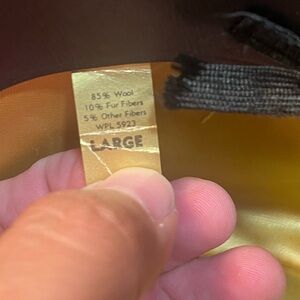 85% Wool
10% Fur Fibers
5% Other Fibers
WPL 5923
LARGE